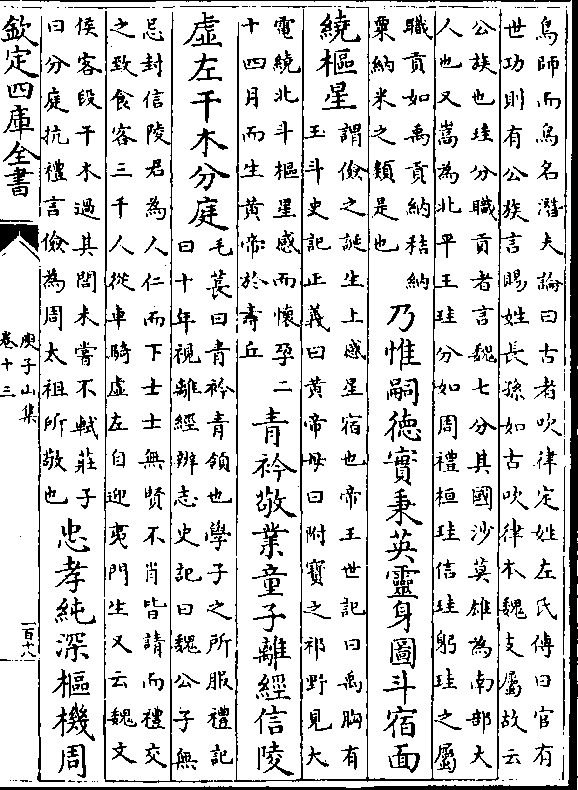 鳥師而鳥名潛夫論曰古者吹律定姓左氏傳曰官有
世功則有公族言賜姓長孫如古吹律本魏支屬故云
公族也珪分職貢者言魏七分其國沙莫雄為南部大
人也又嵩為北平王珪分如周禮桓珪信珪躬珪之屬
職貢如禹貢納秸納
粟納米之類是也
乃惟嗣徳實秉英靈身圖斗宿面
繞樞星
謂儉之誕生上感星宿也帝王世記曰禹胸有
玉斗史記正義曰黃帝母曰附寶之祁野見大
電繞北斗樞星感而懷孕二
十四月而生黃帝於夀丘
青衿敬業童子離經信陵
虛左干木分庭
毛萇曰青衿青領也學子之所服禮記
曰十年視離經辨志史記曰魏公子無
忌封信陵君為人仁而下士士無賢不肖皆請而禮交
之致食客三千人從車騎虛左自迎夷門生又云魏文
侯客段干木過其閭未嘗不軾莊子
曰分庭抗禮言儉為周太祖所敬也
忠孝純深樞機周
欽定四庫全書
庾子山集
卷十三
一百十八